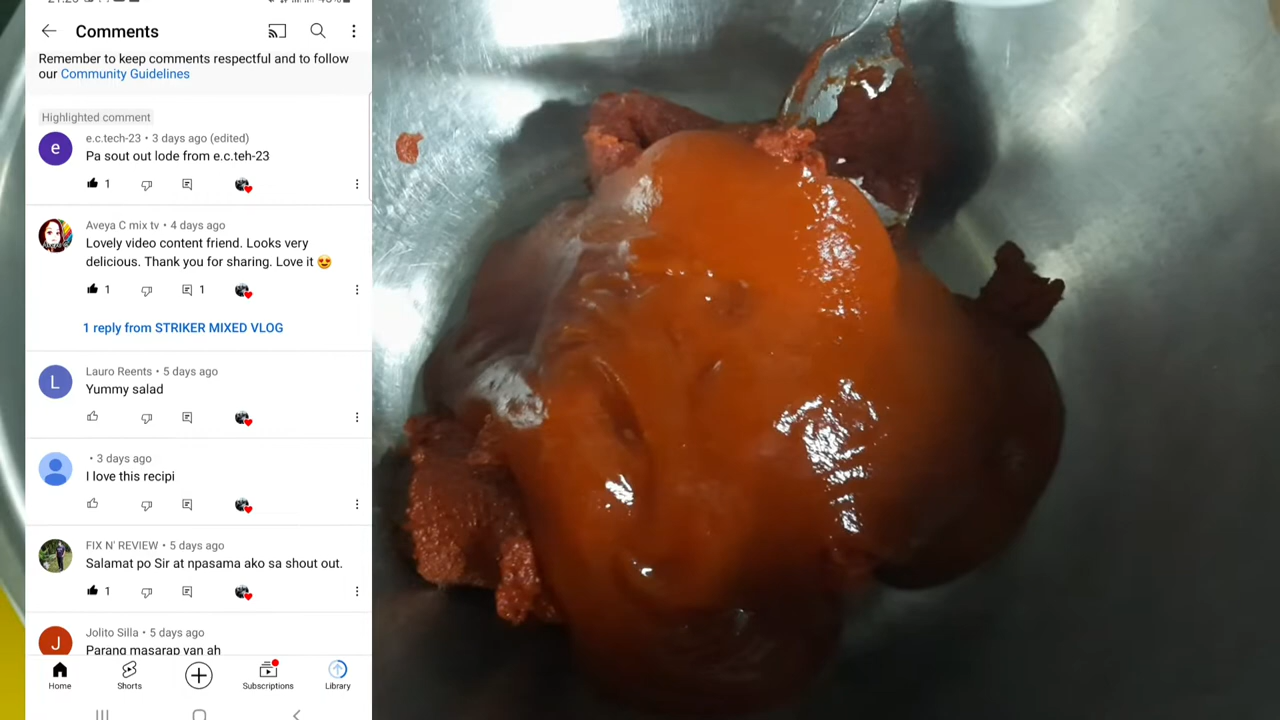 Comments
Remember to keep comments respectful and to follow
our Community Guidelines
Highlighted comment
e.c.tech-23 • 3 days ago (edited)
Pa sout out lode from e.c.teh-23
1
Aveya C mix tv • 4 days ago
Lovely video content friend. Looks very
delicious. Thank you for sharing. Love it 😍
1
1
1 reply from STRIKER MIXED VLOG
L
Lauro Reents • 5 days ago
Yummy salad
• 3 days ago
I love this recipi
FIX N' REVIEW • 5 days ago
Salamat po Sir at npasama ako sa shout out.
1
J
Jolito Silla • 5 days ago
Parang masarap yan ah
Home
Shorts
Subscriptions
Library